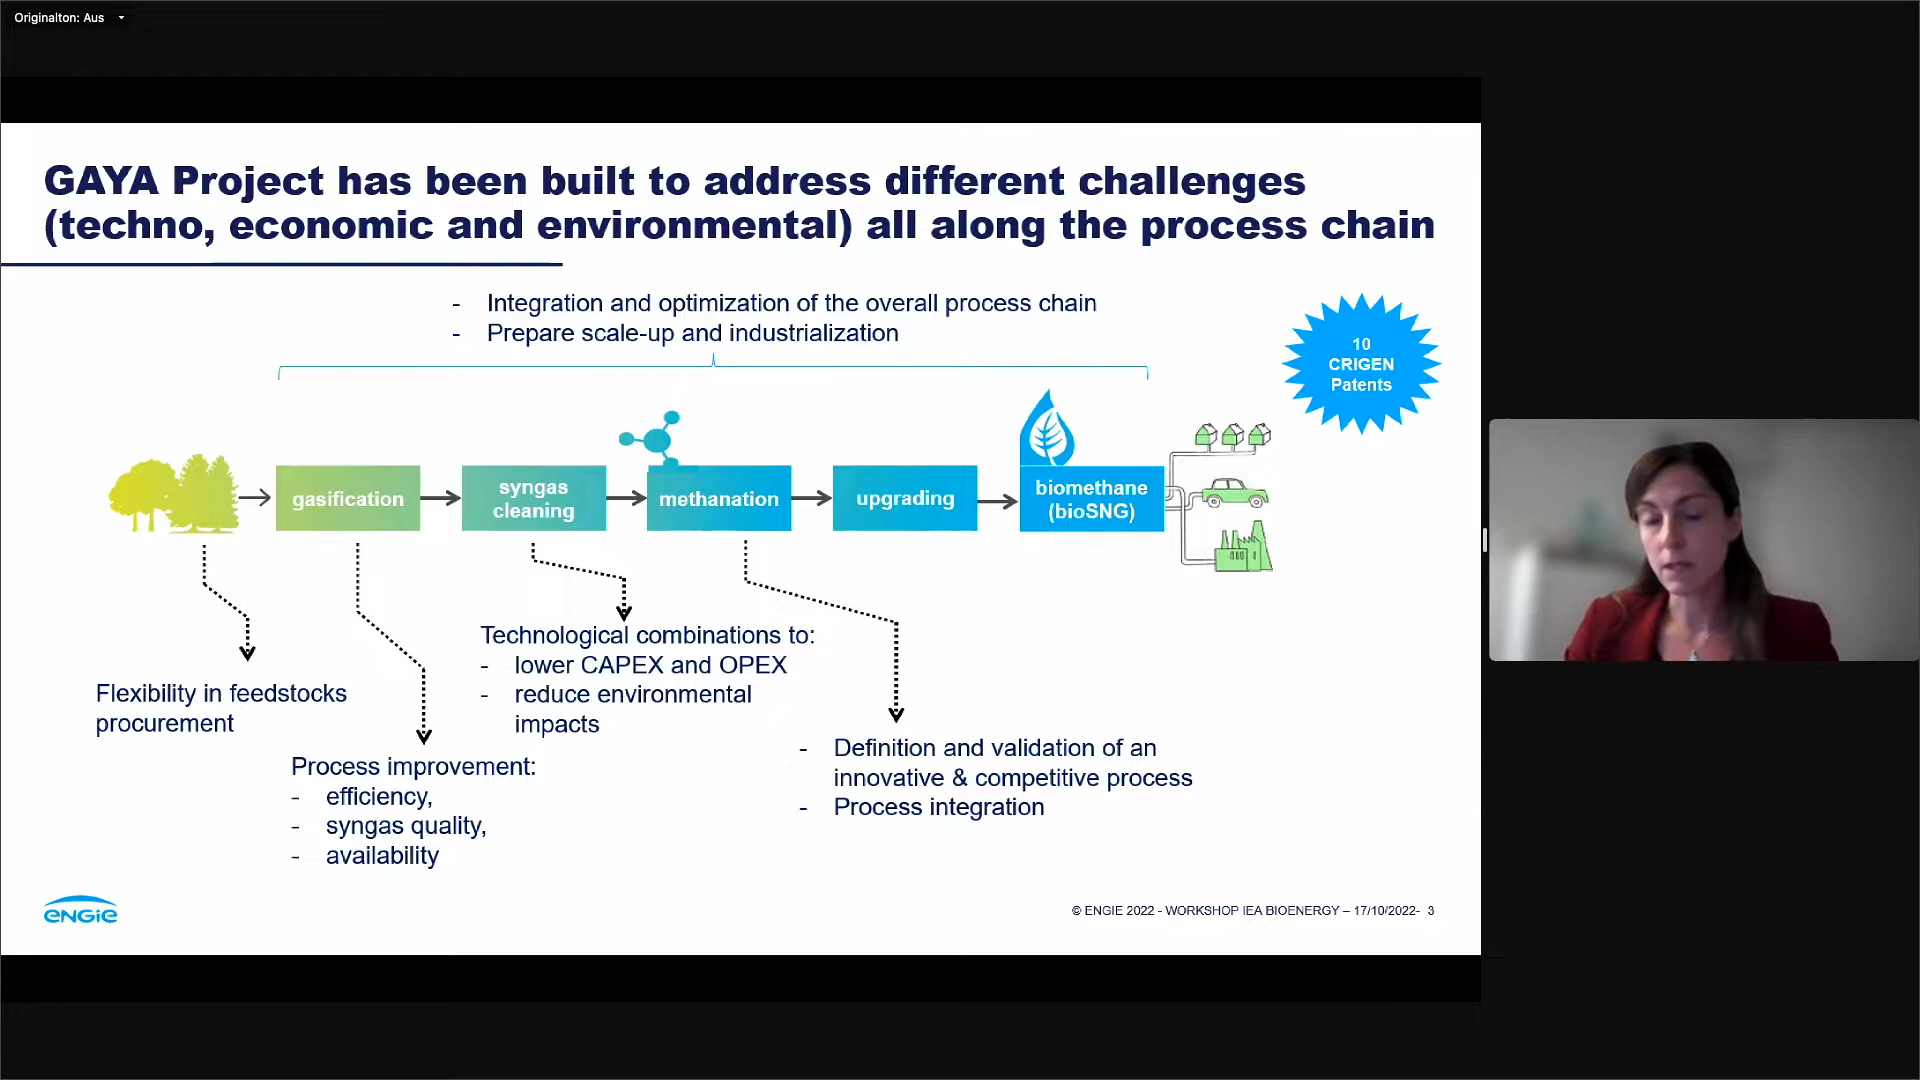 Originalton: Aus
GAYA Project has been built to address different challenges
(techno, economic and environmental) all along the process chain
- Integration and optimization of the overall process chain
- Prepare scale-up and industrialization
10
CRIGEN
Patents
gasification
syngas
cleaning
methanation
upgrading
biomethane
(bioSNG)
Flexibility in feedstocks
procurement
Process improvement:
- efficiency,
- syngas quality,
- availability
Technological combinations to:
- lower CAPEX and OPEX
- reduce environmental
impacts
- Definition and validation of an
innovative & competitive process
- Process integration
ENGIE
© ENGIE 2022 - WORKSHOP IEA BIOENERGY – 17/10/2022- 3